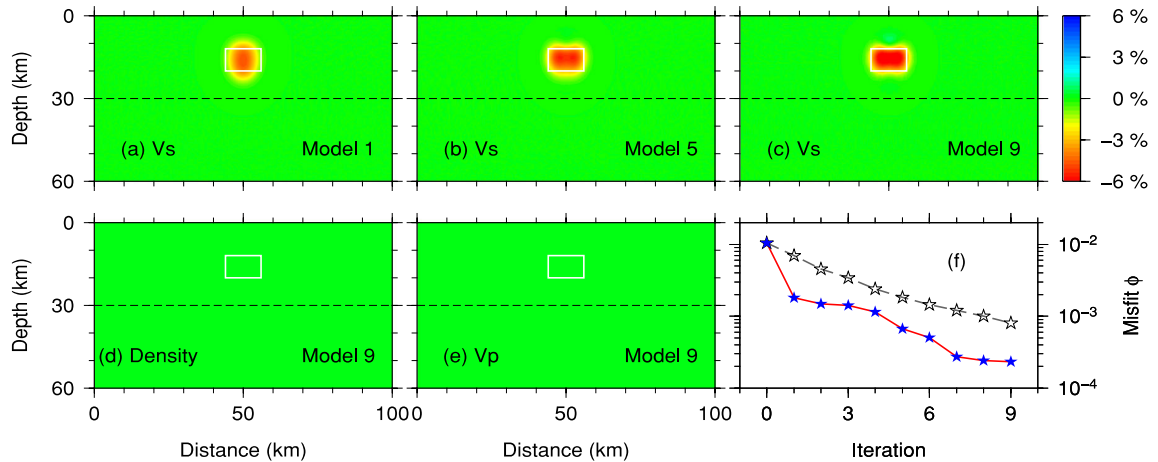 0
30
60
Depth (km)
(a) Vs
Model 1
(b) Vs
Model 5
(c) Vs
Model 9
6 %
3 %
0 %
−3 %
−6 %
0
30
60
Depth (km)
(d) Density
Model 9
(e) Vp
Model 9
(f)
10−2
10−3
10−4
Misfit ϕ
0
50
100
0
50
100
0
3
6
9
Distance (km)
Distance (km)
Iteration